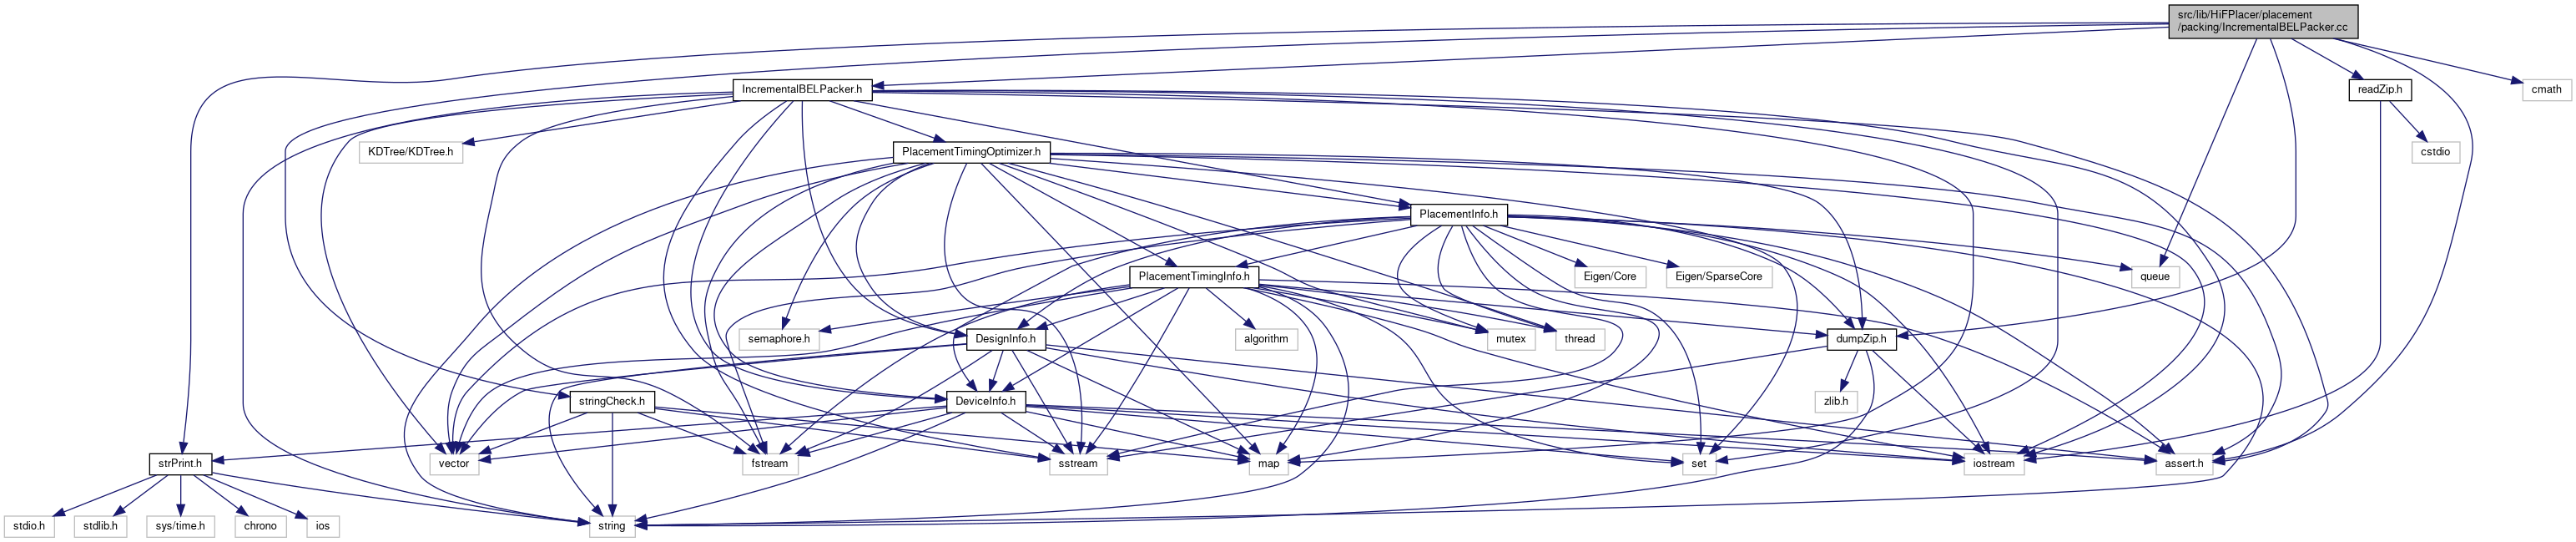 src/lib/HiFPlacer/placement
/packing/IncrementalBELPacker.cc
IncrementalBELPacker.h
readZip.h
cmath
KDTree/KDTree.h
PlacementTimingOptimizer.h
cstdio
PlacementInfo.h
PlacementTimingInfo.h
Eigen/Core
Eigen/SparseCore
queue
semaphore.h
DesignInfo.h
algorithm
mutex
thread
dumpZip.h
stringCheck.h
DeviceInfo.h
zlib.h
strPrint.h
vector
fstream
sstream
map
set
iostream
assert.h
stdio.h
stdlib.h
sys/time.h
chrono
ios
string